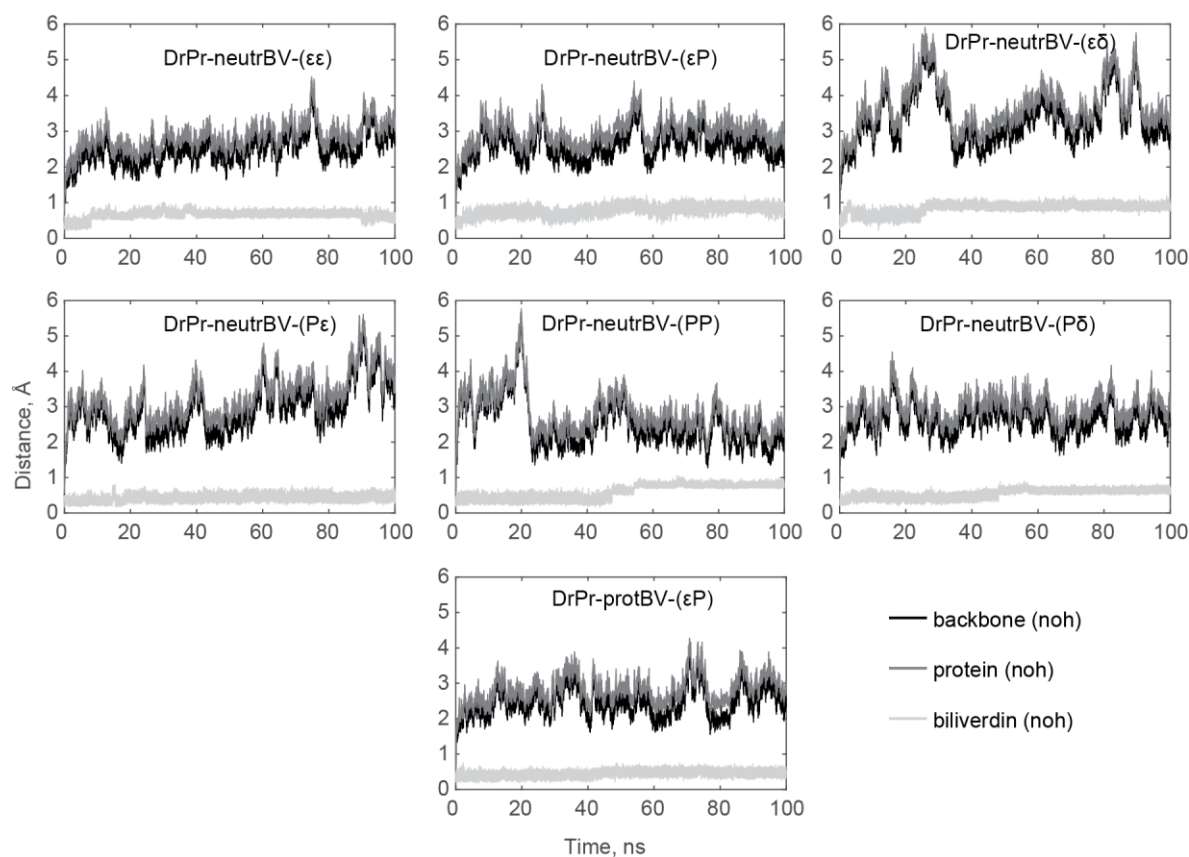 DrPr-neutrBV-(εε)
6
5
4
3
2
1
0
0 20 40 60 80 100
DrPr-neutrBV-(εP)
6
5
4
3
2
1
0
0 20 40 60 80 100
DrPr-neutrBV-(εδ)
6
5
4
3
2
1
0
0 20 40 60 80 100
DrPr-neutrBV-(Pε)
6
5
4
3
2
1
0
0 20 40 60 80 100
DrPr-neutrBV-(PP)
6
5
4
3
2
1
0
0 20 40 60 80 100
DrPr-neutrBV-(Pδ)
6
5
4
3
2
1
0
0 20 40 60 80 100
Distance, Å
DrPr-protBV-(εP)
6
5
4
3
2
1
0
0 20 40 60 80 100
backbone (noh)
protein (noh)
biliverdin (noh)
Time, ns